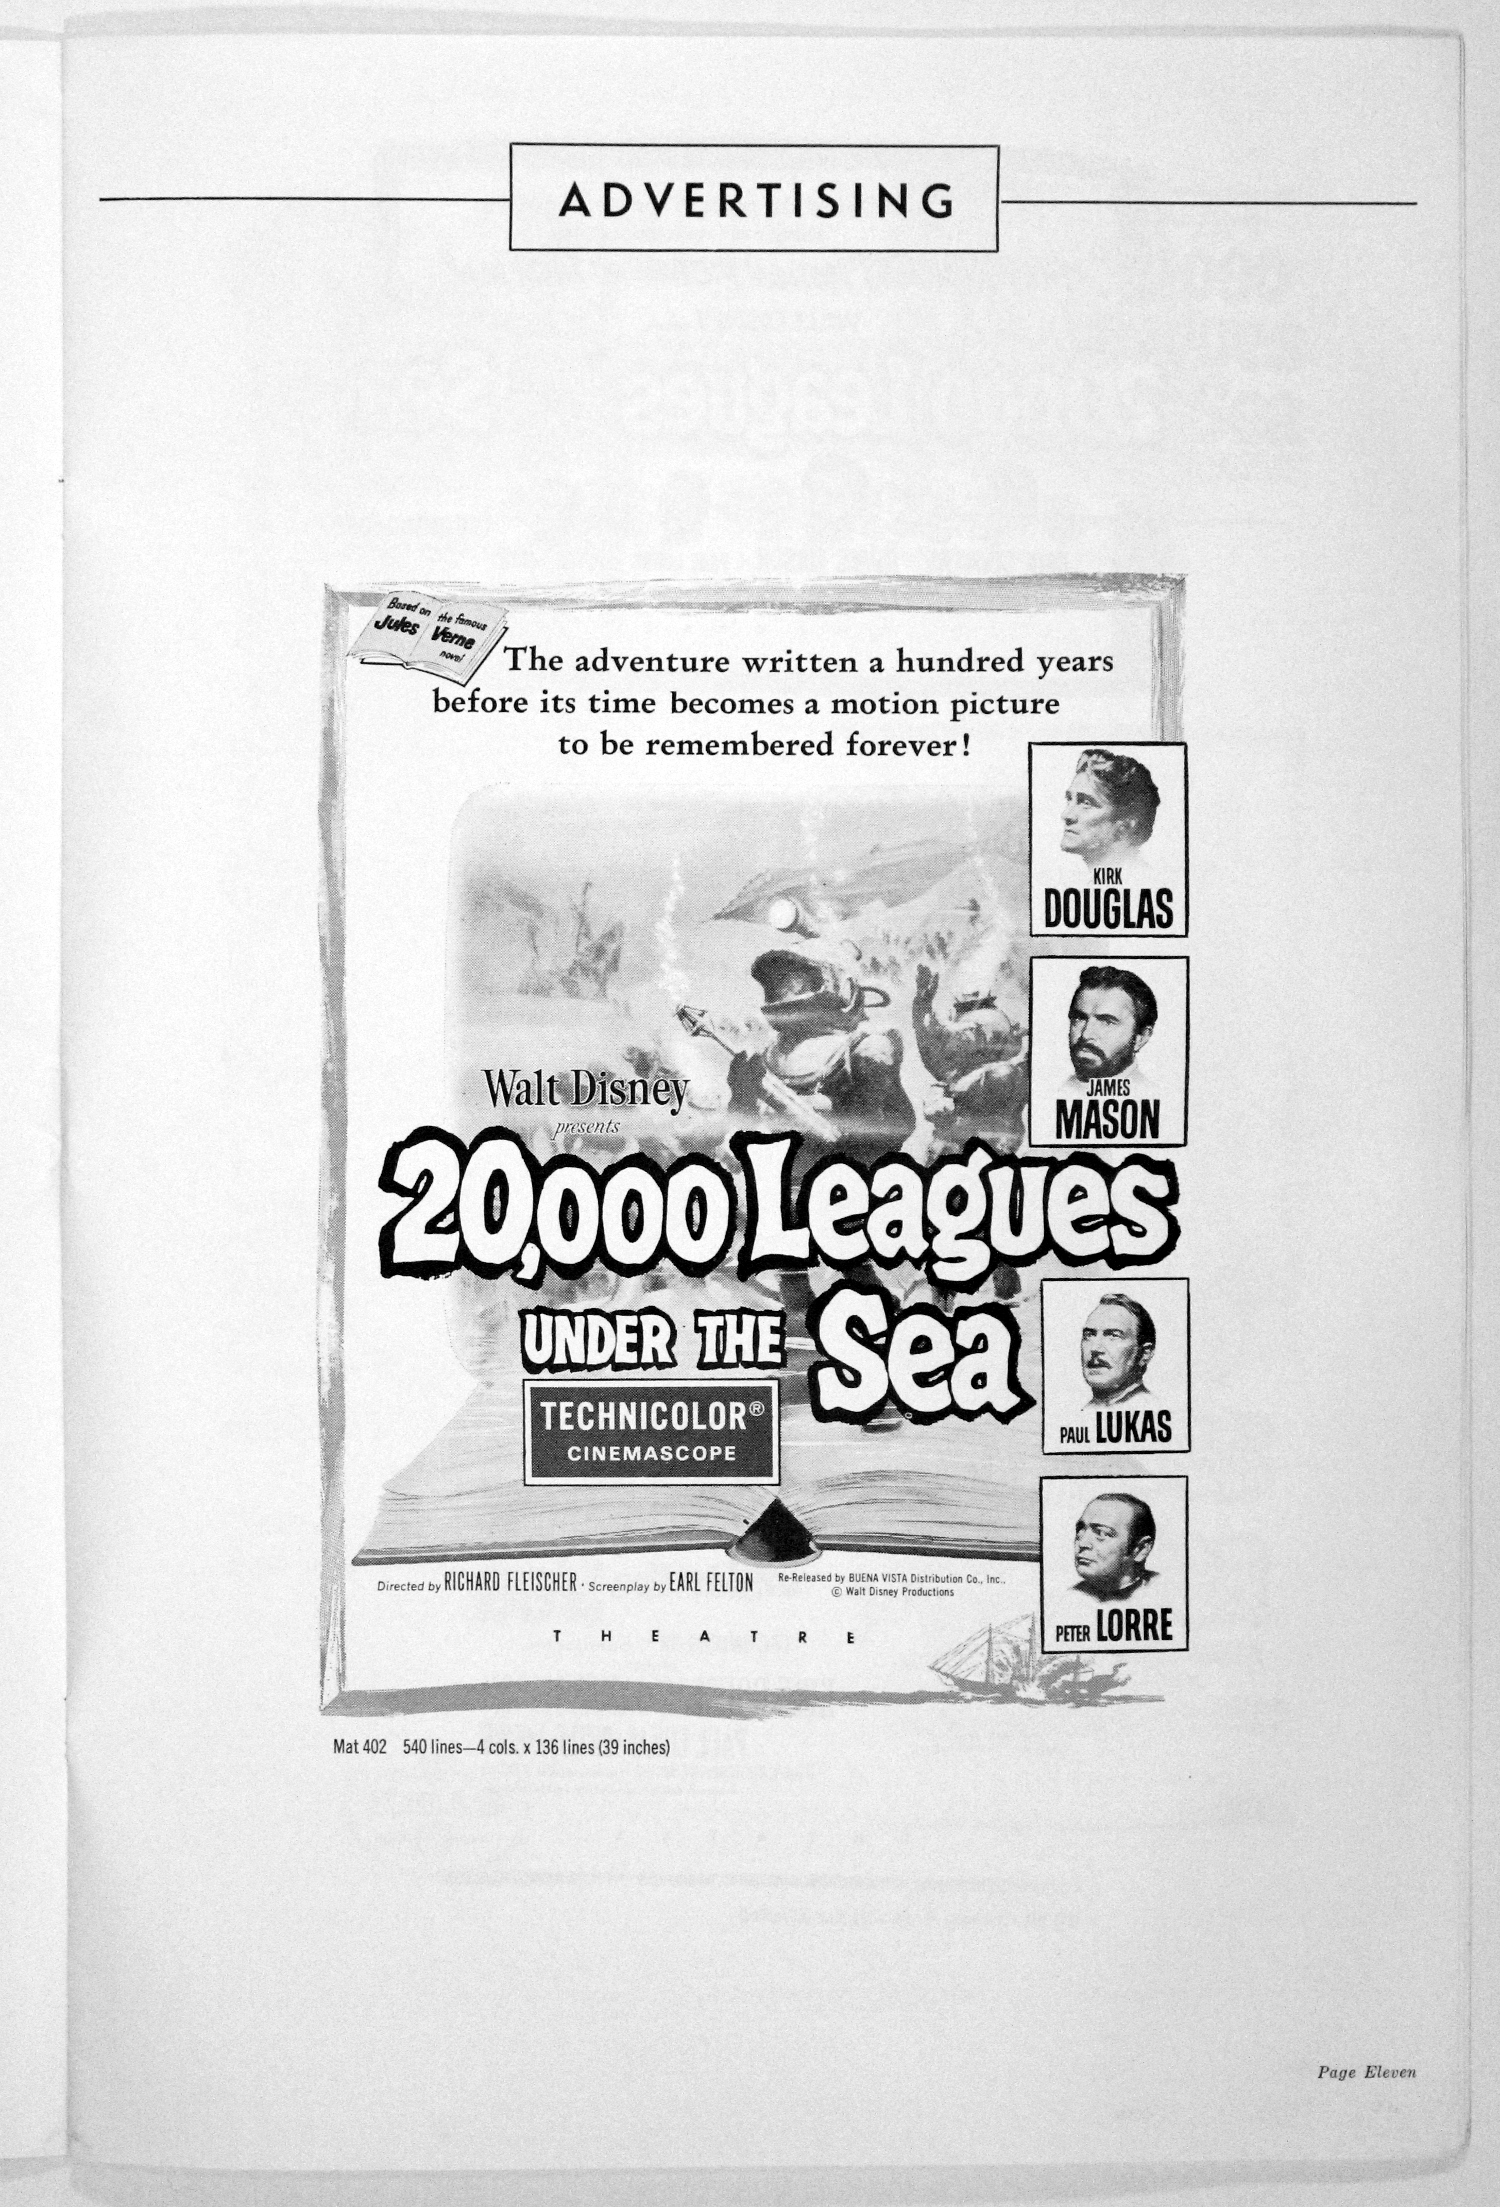 ADVERTISING
Based on
Jules
the famous
Verne
novel
The adventure written a hundred years
before its time becomes a motion picture
to be remembered forever!
KIRK
DOUGLAS
JAMES
MASON
Walt Disney
presents
20,000 Leagues
UNDER THE Sea
TECHNICOLOR®
CINEMASCOPE
PAUL LUKAS
PETER LORRE
Directed by RICHARD FLEISCHER · Screenplay by EARL FELTON
Re-Released by BUENA VISTA Distribution Co., Inc.,
© Walt Disney Productions
THEATRE
Mat 402 540 lines—4 cols. x 136 lines (39 inches)
Page Eleven